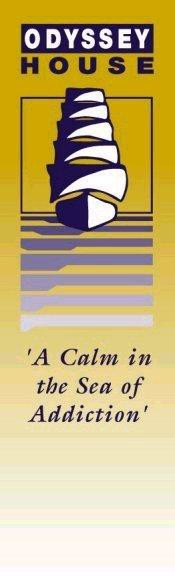 ODYSSEY
HOUSE
'A Calm in
the Sea of
Addiction'